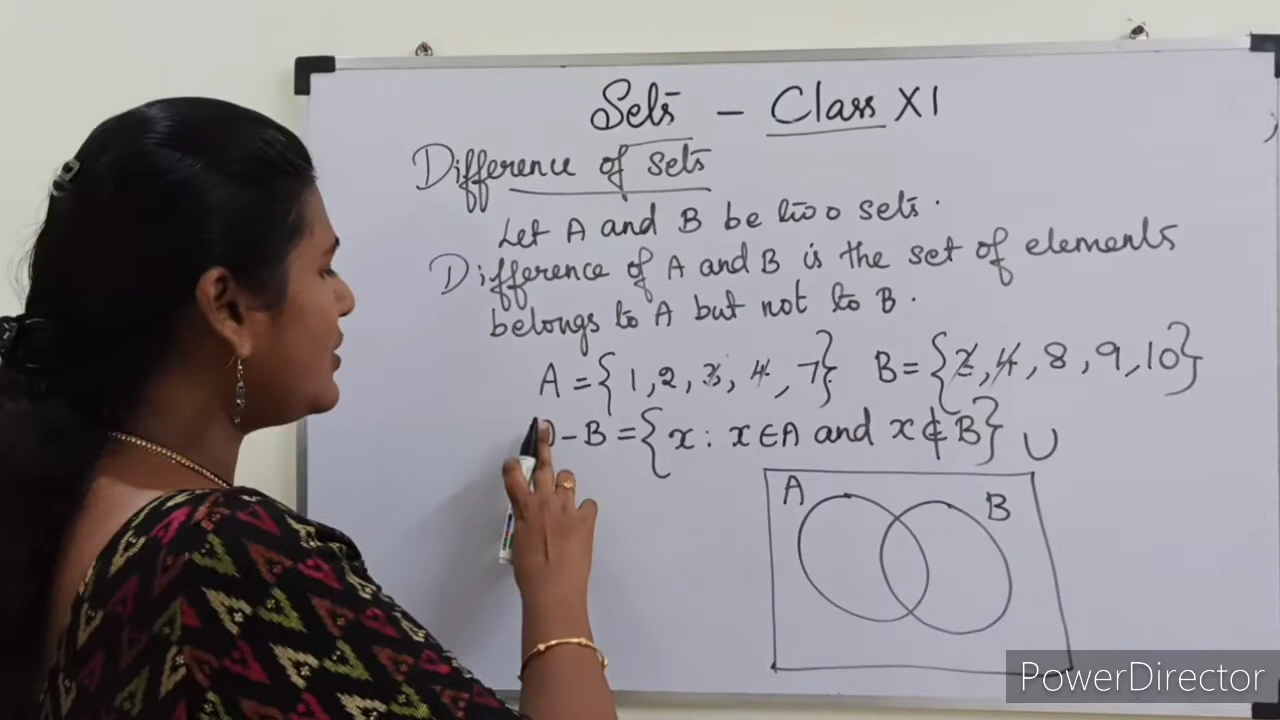 Sets - Class XI
Difference of sets
Let A and B be two sets.
Difference of A and B is the set of elements
belongs to A but not to B.
A = {1, 2, 3, 4, 7} B = {3, 4, 8, 9, 10}
- B = {x : x ∈ A and x ∉ B} U
A B
PowerDirector